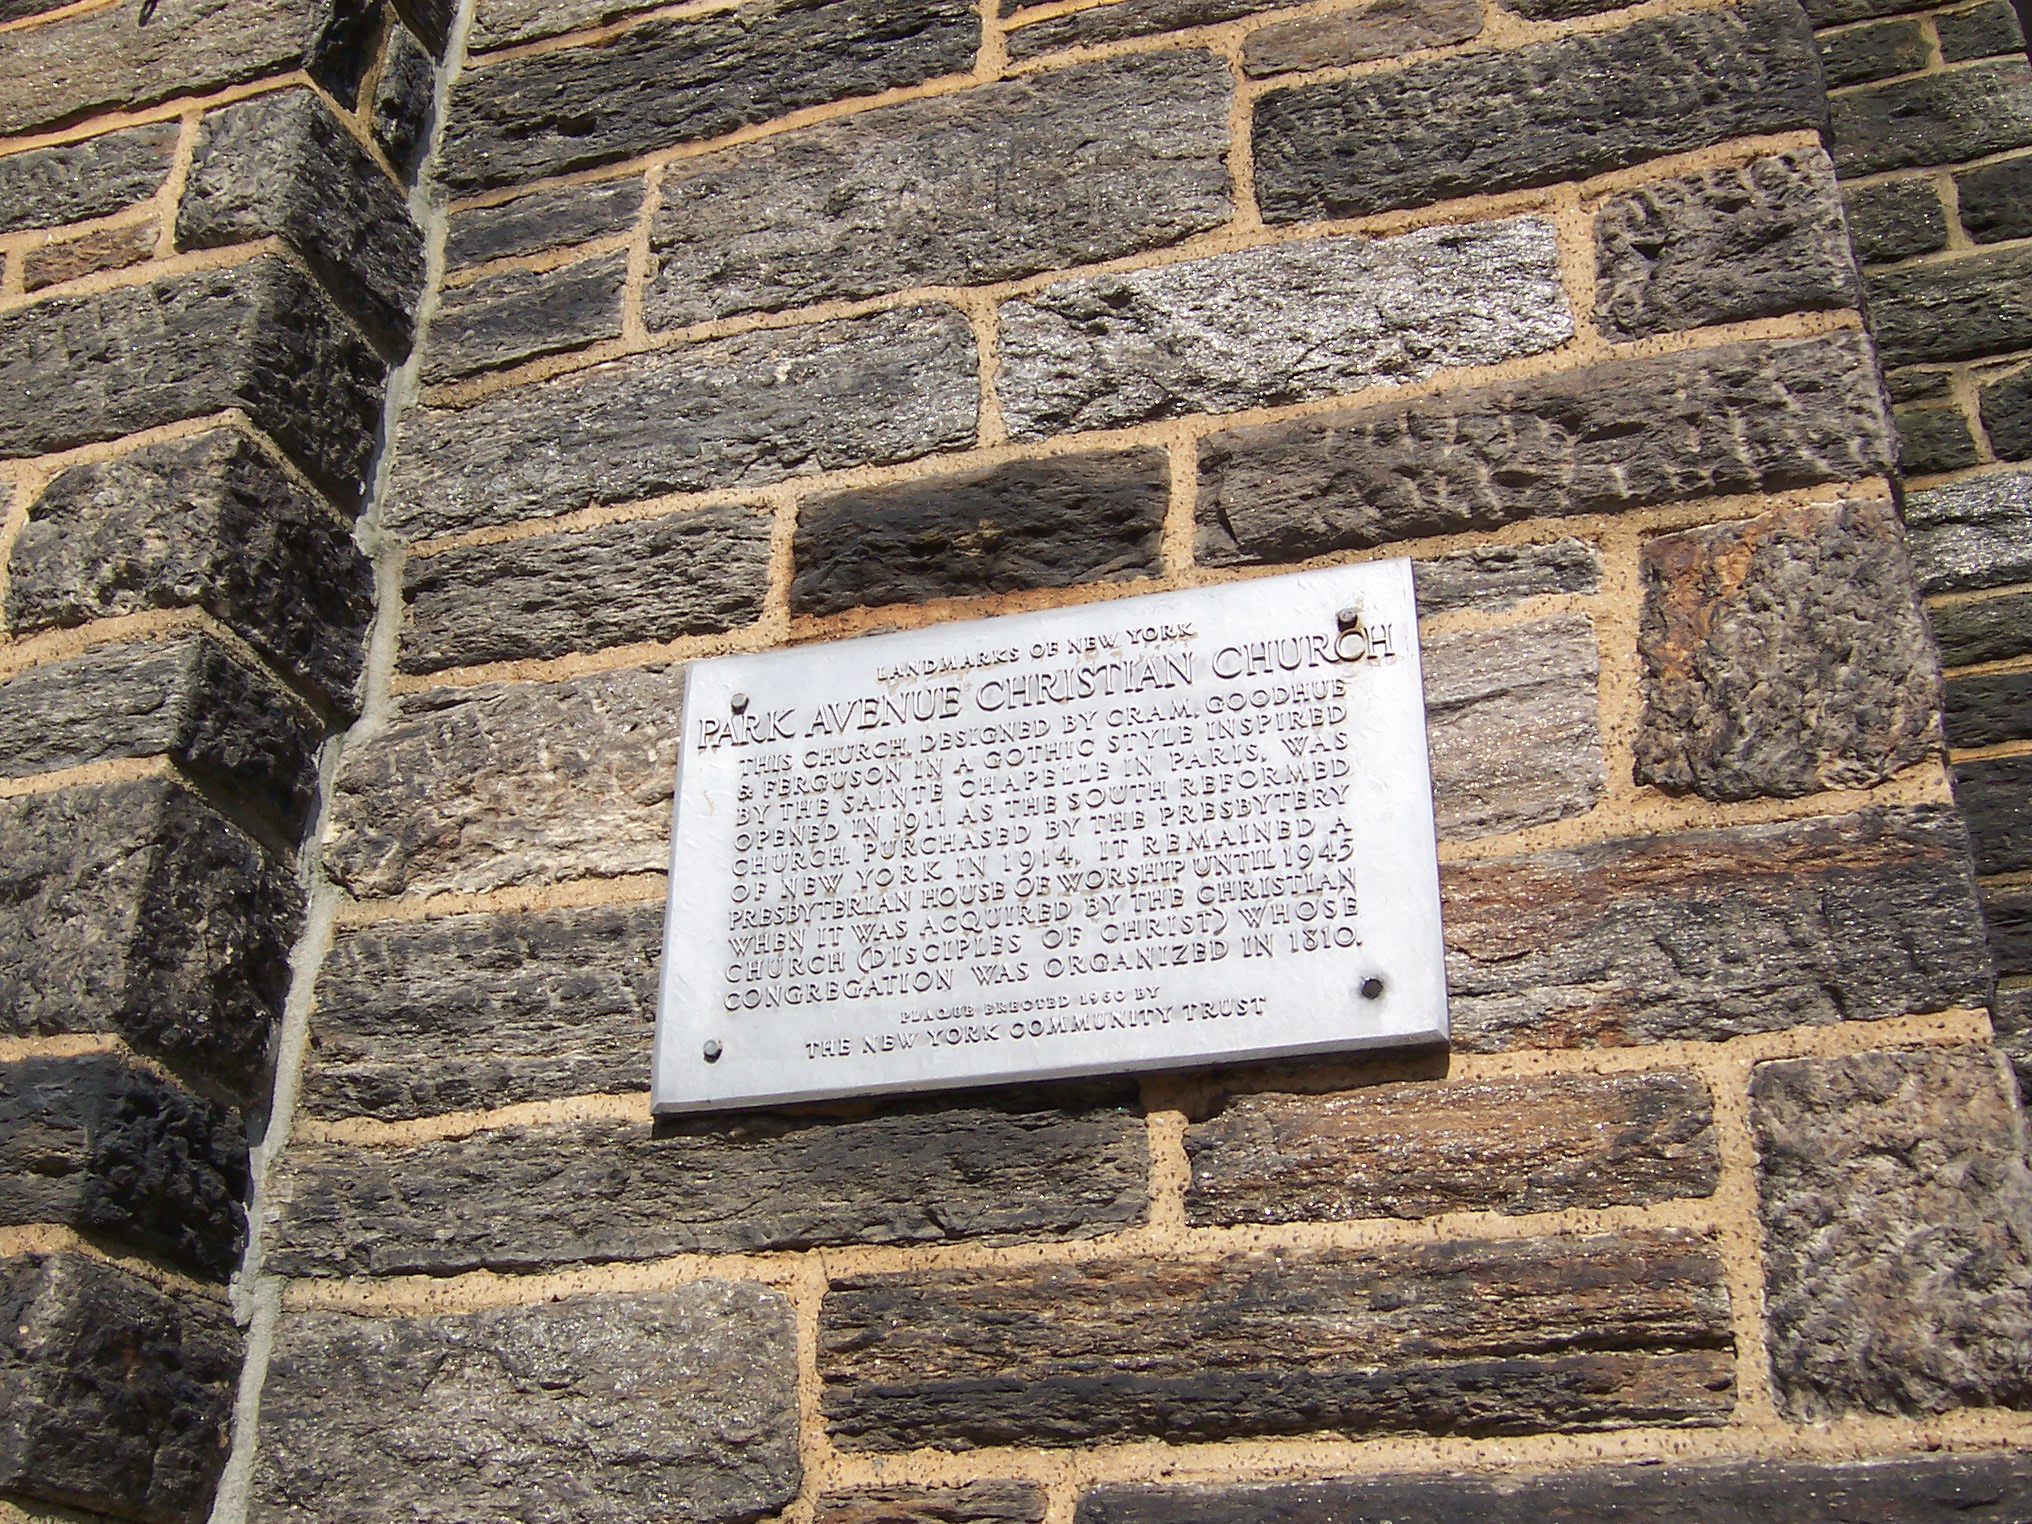 LANDMARKS OF NEW YORK
PARK AVENUE CHRISTIAN CHURCH
THIS CHURCH, DESIGNED BY CRAM, GOODHUE
& FERGUSON IN A GOTHIC STYLE INSPIRED
BY THE SAINTE CHAPELLE IN PARIS, WAS
OPENED IN 1911 AS THE SOUTH REFORMED
CHURCH. PURCHASED BY THE PRESBYTERY
OF NEW YORK IN 1914, IT REMAINED A
PRESBYTERIAN HOUSE OF WORSHIP UNTIL 1945
WHEN IT WAS ACQUIRED BY THE CHRISTIAN
CHURCH (DISCIPLES OF CHRIST) WHOSE
CONGREGATION WAS ORGANIZED IN 1810.
PLAQUE ERECTED 1960 BY
THE NEW YORK COMMUNITY TRUST